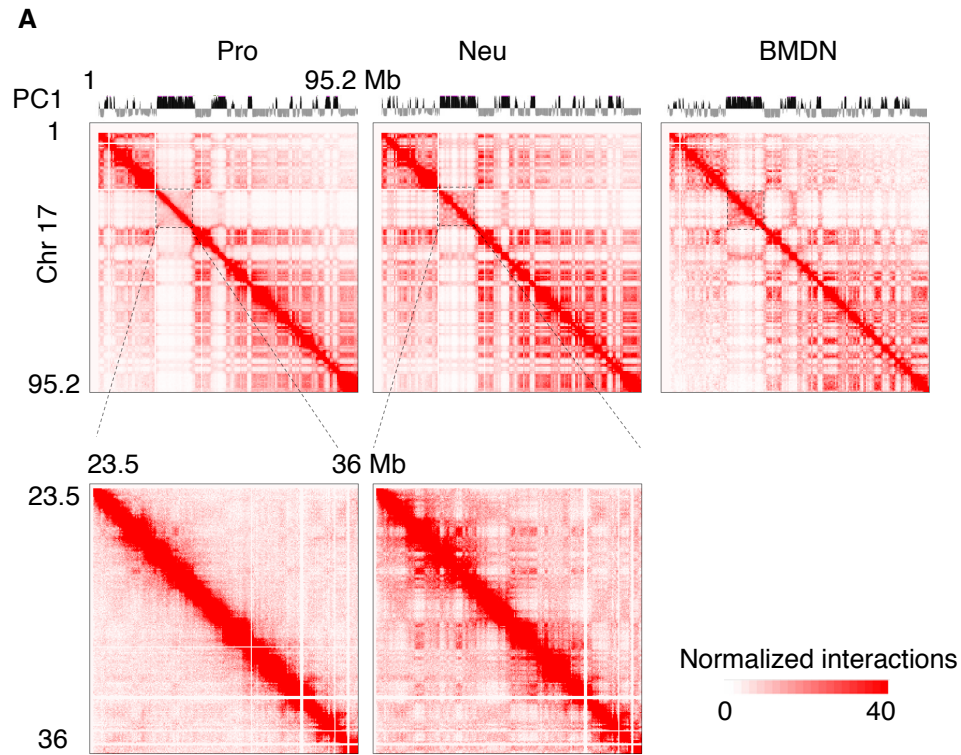 A
Pro Neu BMDN
1 95.2 Mb
PC1
1
Chr 17
95.2
23.5 36 Mb
23.5
36
Normalized interactions
0 40